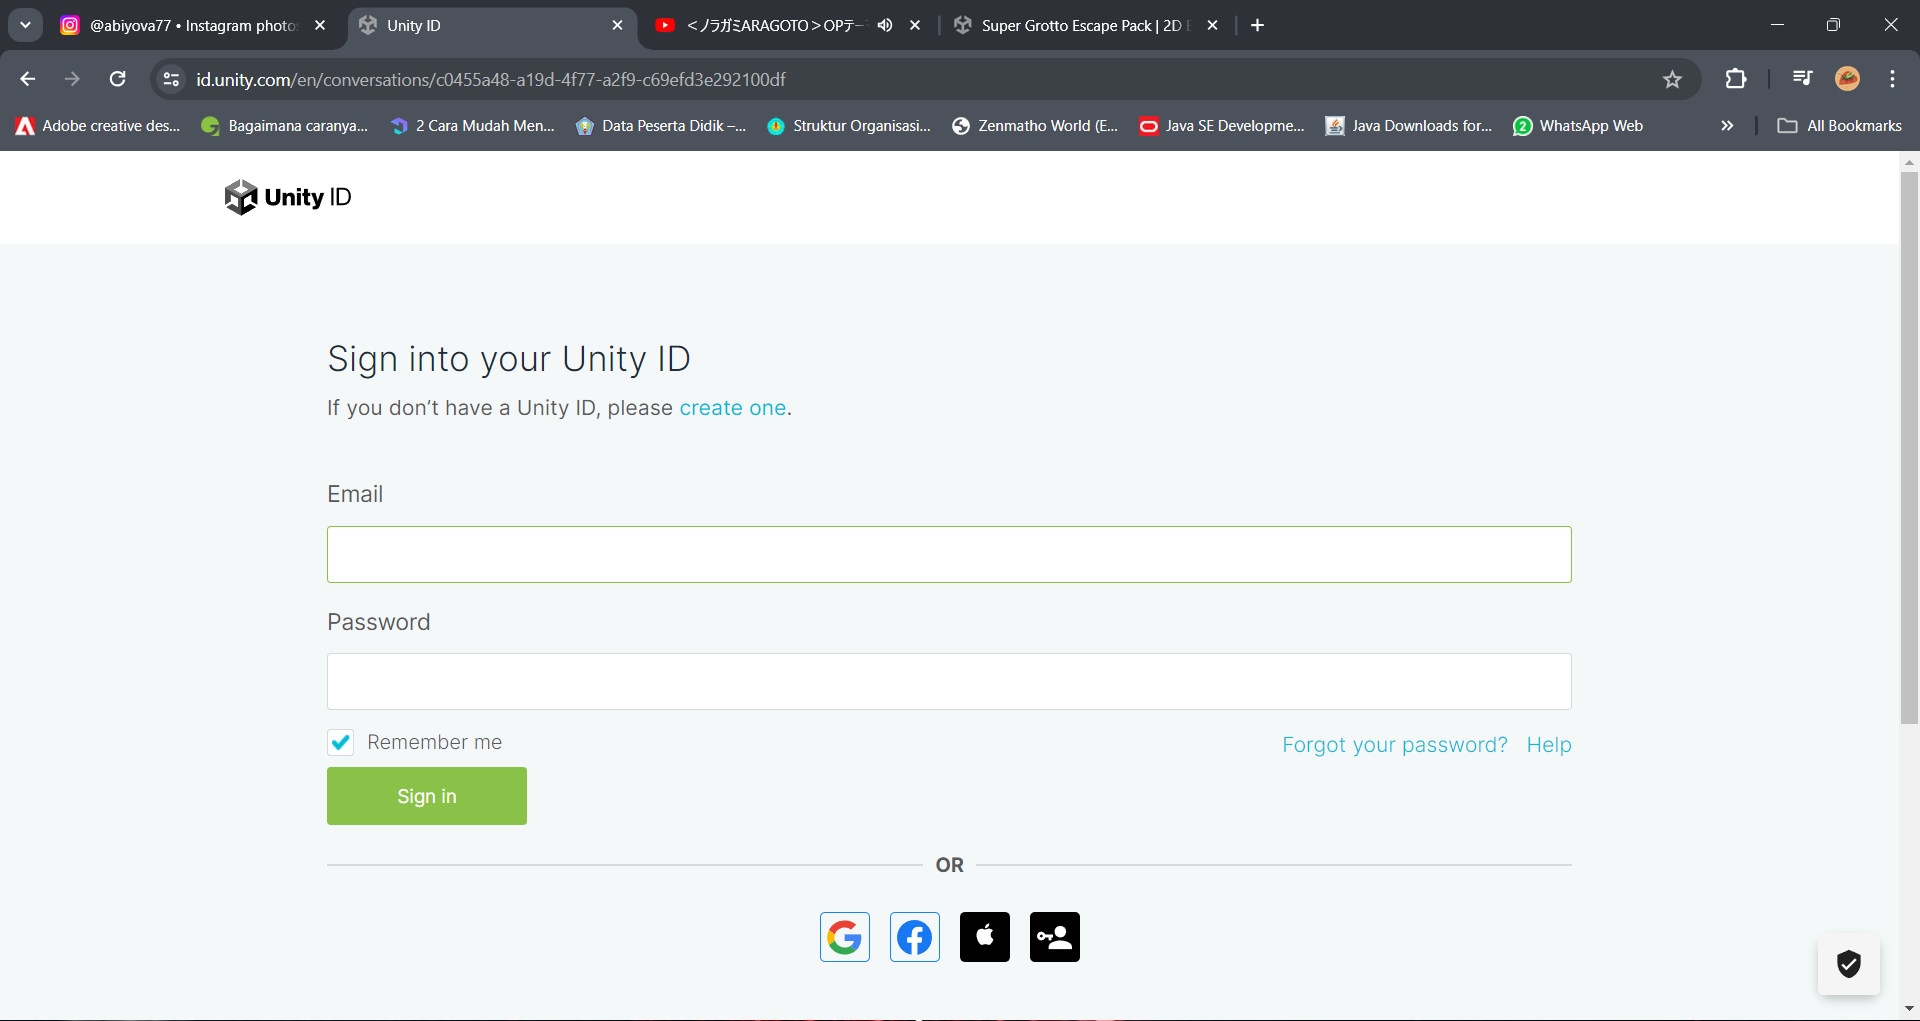 @abiyova77 • Instagram photo
Unity ID
<ノラガミARAGOTO>OPテー
Super Grotto Escape Pack | 2D
id.unity.com/en/conversations/c0455a48-a19d-4f77-a2f9-c69efd3e292100df
Adobe creative des...
Bagaimana caranya...
2 Cara Mudah Men...
Data Peserta Didik –...
Struktur Organisasi...
Zenmatho World (E...
Java SE Developme...
Java Downloads for...
2
WhatsApp Web
All Bookmarks
Unity ID
Sign into your Unity ID
If you don't have a Unity ID, please create one.
Email
Password
Remember me
Forgot your password? Help
Sign in
OR